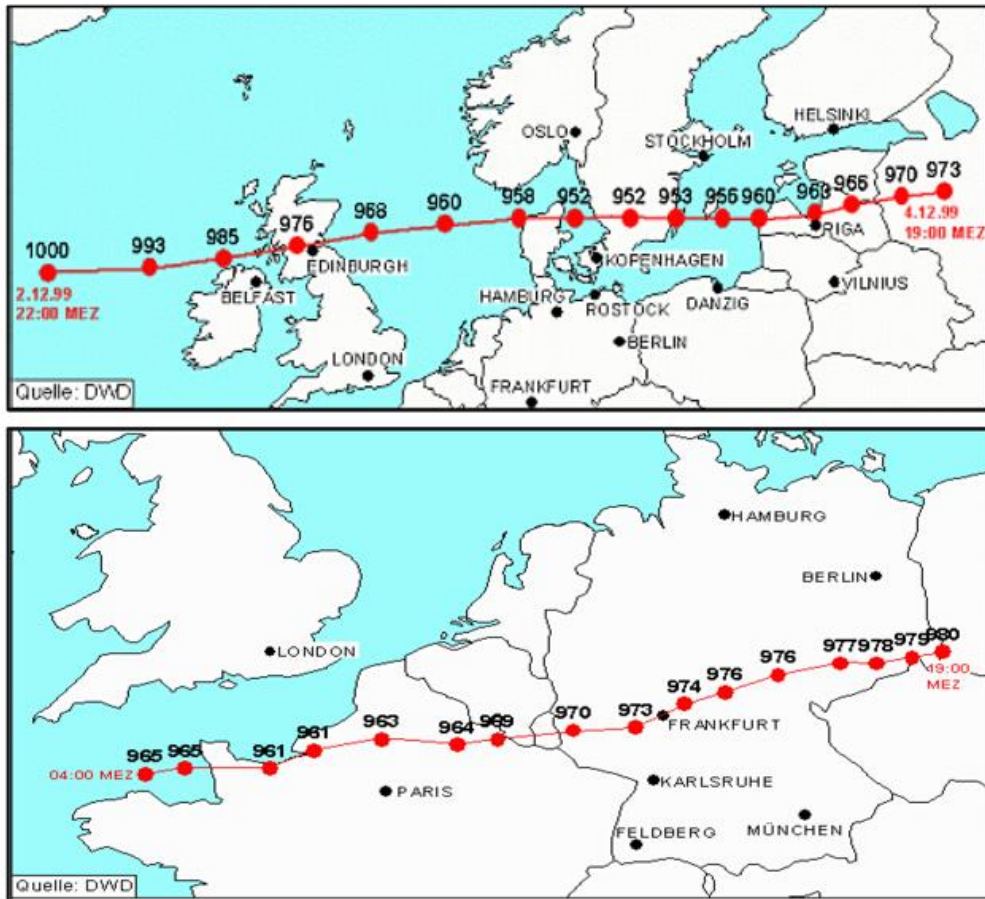 HELSINKI
OSLO
STOCKHOLM
1000 993 985 976 968 960 958 952 952 953 955 960 963 966 970 973
2.12.99
22:00 MEZ
4.12.99
19:00 MEZ
EDINBURGH
RIGA
KOPENHAGEN
BELFAST
HAMBURG
ROSTOCK
DANZIG
VILNIUS
BERLIN
LONDON
FRANKFURT
Quelle: DWD
HAMBURG
BERLIN
LONDON
965 965 961 961 963 964 969 970 973 974 976 976 977 978 979 980
04:00 MEZ
19:00
MEZ
FRANKFURT
PARIS
KARLSRUHE
MÜNCHEN
FELDBERG
Quelle: DWD